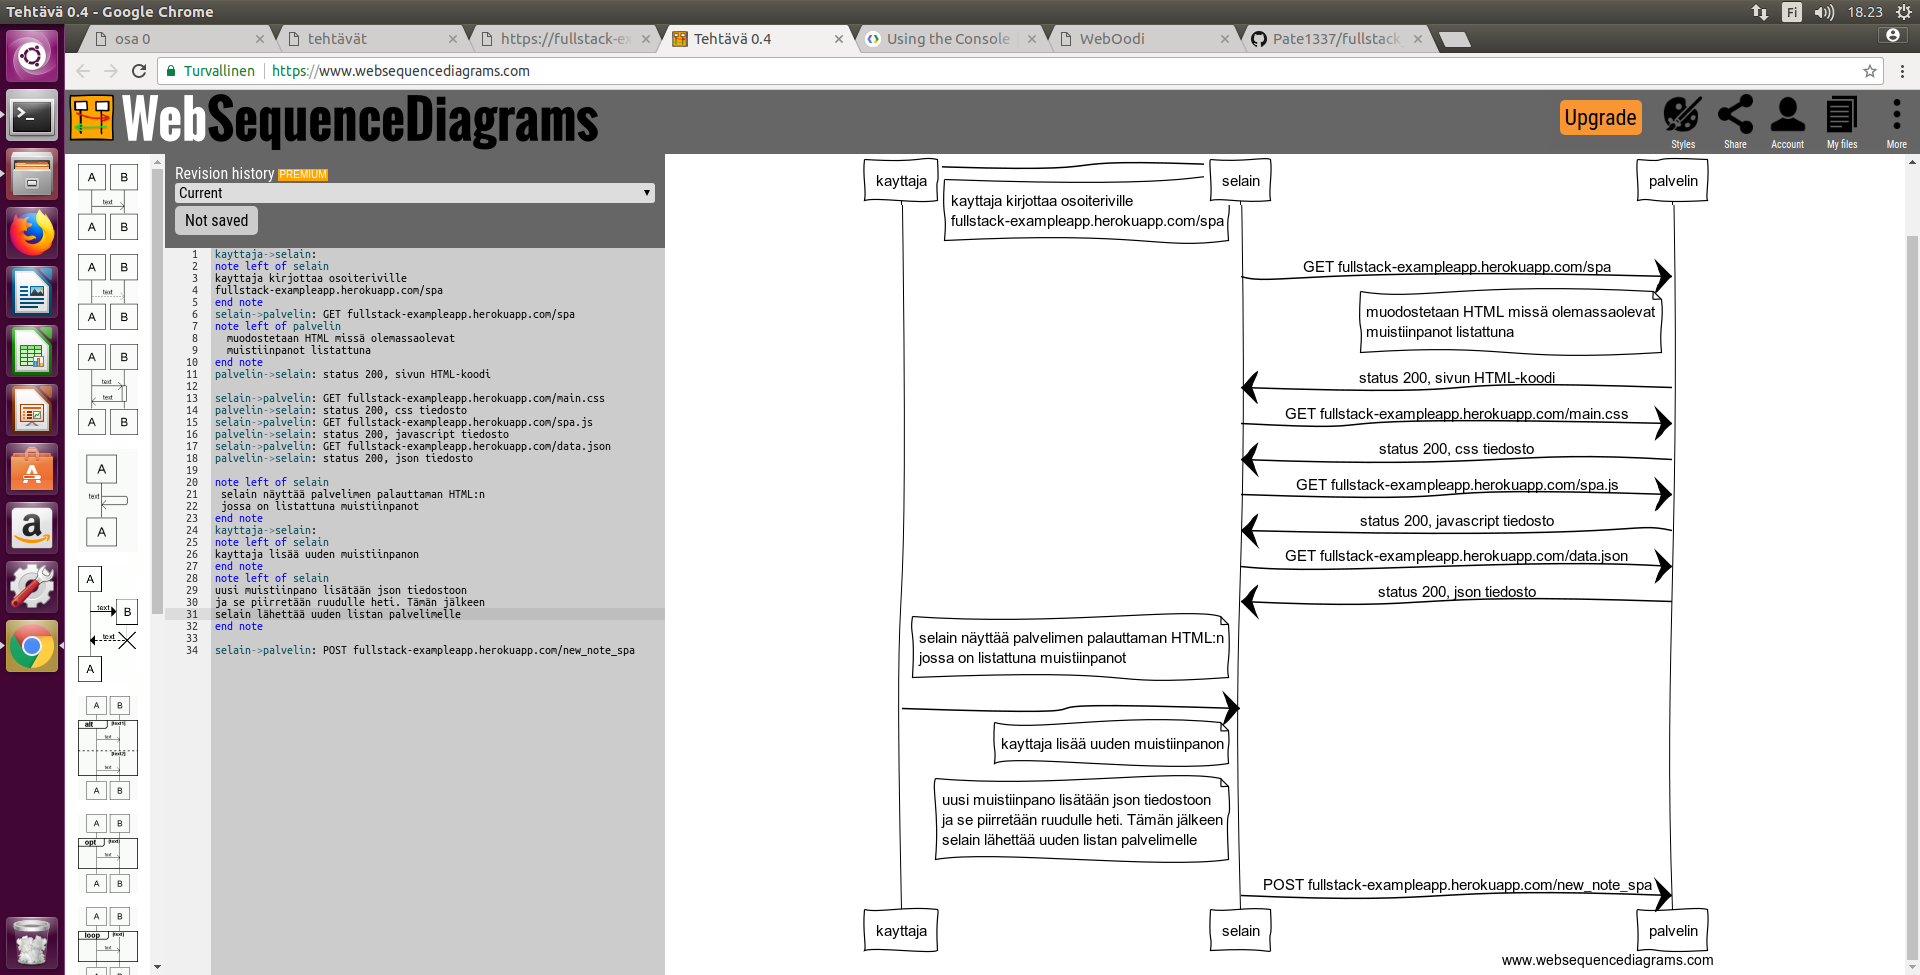 Tehtävä 0.4 - Google Chrome
Fi
18.23
osa 0
tehtävät
https://fullstack-ex
Tehtävä 0.4
Using the Console
WebOodi
Pate1337/fullstack_
Turvallinen
https://www.websequencediagrams.com
WebSequenceDiagrams
Upgrade
Styles
Share
Account
My files
More
Revision history PREMIUM
Current
Not saved
1 kayttaja->selain:
2 note left of selain
3 kayttaja kirjottaa osoiteriville
4 fullstack-exampleapp.herokuapp.com/spa
5 end note
6 selain->palvelin: GET fullstack-exampleapp.herokuapp.com/spa
7 note left of palvelin
8 muodostetaan HTML missä olemassaolevat
9 muistiinpanot listattuna
10 end note
11 palvelin->selain: status 200, sivun HTML-koodi
12
13 selain->palvelin: GET fullstack-exampleapp.herokuapp.com/main.css
14 palvelin->selain: status 200, css tiedosto
15 selain->palvelin: GET fullstack-exampleapp.herokuapp.com/spa.js
16 palvelin->selain: status 200, javascript tiedosto
17 selain->palvelin: GET fullstack-exampleapp.herokuapp.com/data.json
18 palvelin->selain: status 200, json tiedosto
19
20 note left of selain
21 selain näyttää palvelimen palauttaman HTML:n
22 jossa on listattuna muistiinpanot
23 end note
24 kayttaja->selain:
25 note left of selain
26 kayttaja lisää uuden muistiinpanon
27 end note
28 note left of selain
29 uusi muistiinpano lisätään json tiedostoon
30 ja se piirretään ruudulle heti. Tämän jälkeen
31 selain lähettää uuden listan palvelimelle
32 end note
33
34 selain->palvelin: POST fullstack-exampleapp.herokuapp.com/new_note_spa
A B
text
A B
A B
text
A B
A B
text
text
A B
A
text
A
A
text
B
text
A
A B
alt
text
text
A B
A B
opt
text
A B
A B
loop
kayttaja
selain
palvelin
kayttaja kirjottaa osoiteriville
fullstack-exampleapp.herokuapp.com/spa
GET fullstack-exampleapp.herokuapp.com/spa
muodostetaan HTML missä olemassaolevat
muistiinpanot listattuna
status 200, sivun HTML-koodi
GET fullstack-exampleapp.herokuapp.com/main.css
status 200, css tiedosto
GET fullstack-exampleapp.herokuapp.com/spa.js
status 200, javascript tiedosto
GET fullstack-exampleapp.herokuapp.com/data.json
status 200, json tiedosto
selain näyttää palvelimen palauttaman HTML:n
jossa on listattuna muistiinpanot
kayttaja lisää uuden muistiinpanon
uusi muistiinpano lisätään json tiedostoon
ja se piirretään ruudulle heti. Tämän jälkeen
selain lähettää uuden listan palvelimelle
POST fullstack-exampleapp.herokuapp.com/new_note_spa
kayttaja
selain
palvelin
www.websequencediagrams.com